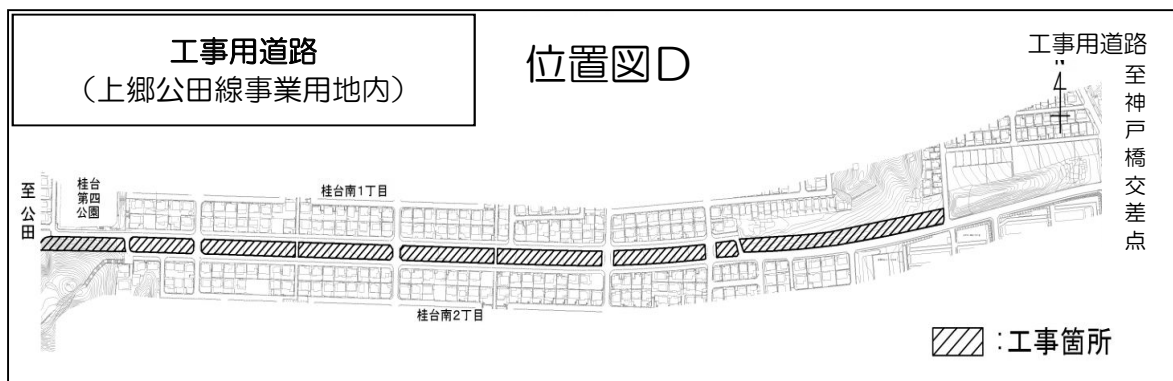 工事用道路
（上郷公田線事業用地内）
位置図D
工事用道路
N
至神戸橋交差点
至公田
桂台
第四
公園
桂台南1丁目
桂台南2丁目
：工事箇所